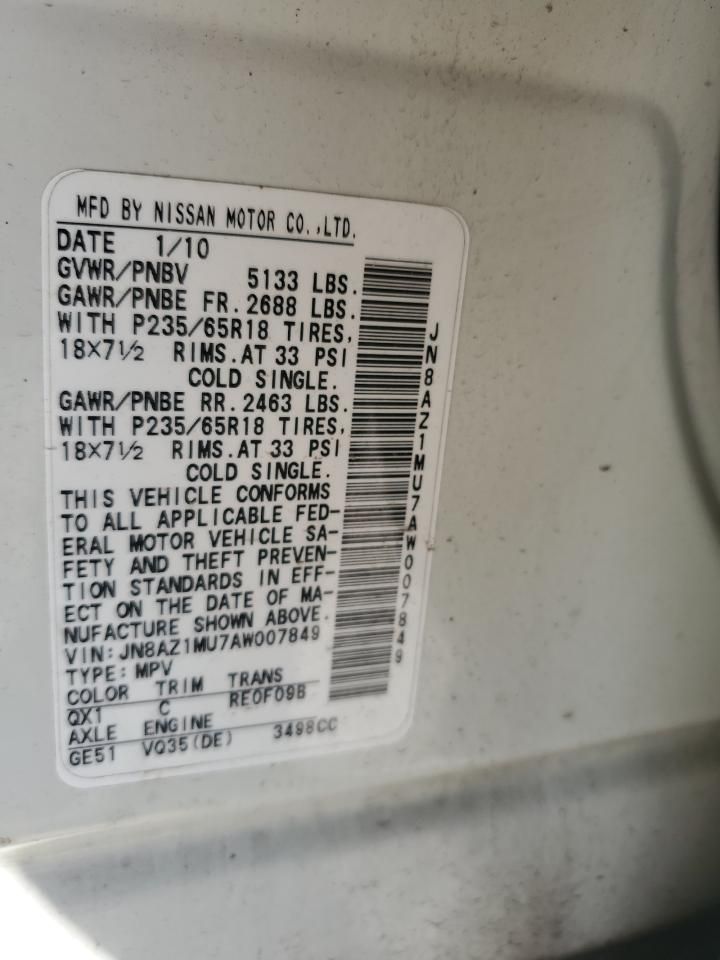 MFD BY NISSAN MOTOR CO.,LTD.
DATE 1/10
GVWR/PNBV 5133 LBS.
GAWR/PNBE FR. 2688 LBS.
WITH P235/65R18 TIRES,
18X7½ RIMS. AT 33 PSI
COLD SINGLE.
GAWR/PNBE RR. 2463 LBS.
WITH P235/65R18 TIRES,
18X7½ RIMS. AT 33 PSI
COLD SINGLE.
THIS VEHICLE CONFORMS
TO ALL APPLICABLE FED-
ERAL MOTOR VEHICLE SA-
FETY AND THEFT PREVEN-
TION STANDARDS IN EFF-
ECT ON THE DATE OF MA-
NUFACTURE SHOWN ABOVE.
VIN: JN8AZ1MU7AW007849
TYPE: MPV
COLOR TRIM TRANS
QX1 C RE0F09B
AXLE ENGINE
GE51 VQ35(DE) 3498CC
JN8AZ1MU7AW007849